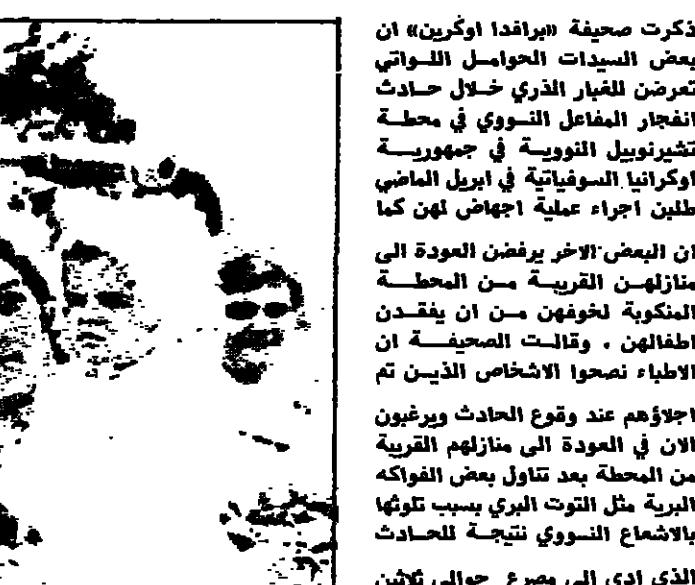 ذكرت صحيفة «برافدا اوكرين» ان
بعض السيدات الحوامل اللواتي
تعرضن للغبار الذري خلال حادث
انفجار المفاعل النووي في محطة
تشيرنوبيل النووية في جمهورية
اوكرانيا السوفياتية في ابريل الماضي
طلبن اجراء عملية اجهاض لهن كما
ان البعض الاخر يرفضن العودة الى
منازلهن القريبة من المحطة
المنكوبة لخوفهن من ان يفقدن
اطفالهن . وقالت الصحيفة ان
الاطباء نصحوا الاشخاص الذين تم
اجلاؤهم عند وقوع الحادث ويرغبون
الان في العودة الى منازلهم القريبة
من المحطة بعد تناول بعض الفواكه
البرية مثل التوت البري بسبب تلوثها
بالاشعاع النووي نتيجة للحادث
الذي ادى الى مصرع حوالي ثلاثين